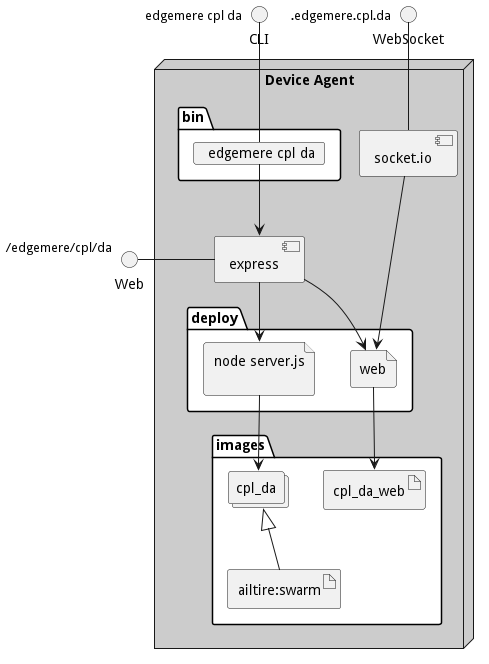 edgemere cpl da
.edgemere.cpl.da
CLI
WebSocket
Device Agent
bin
edgemere cpl da
socket.io
/edgemere/cpl/da
Web
express
deploy
node server.js
web
images
cpl_da
cpl_da_web
ailtire:swarm